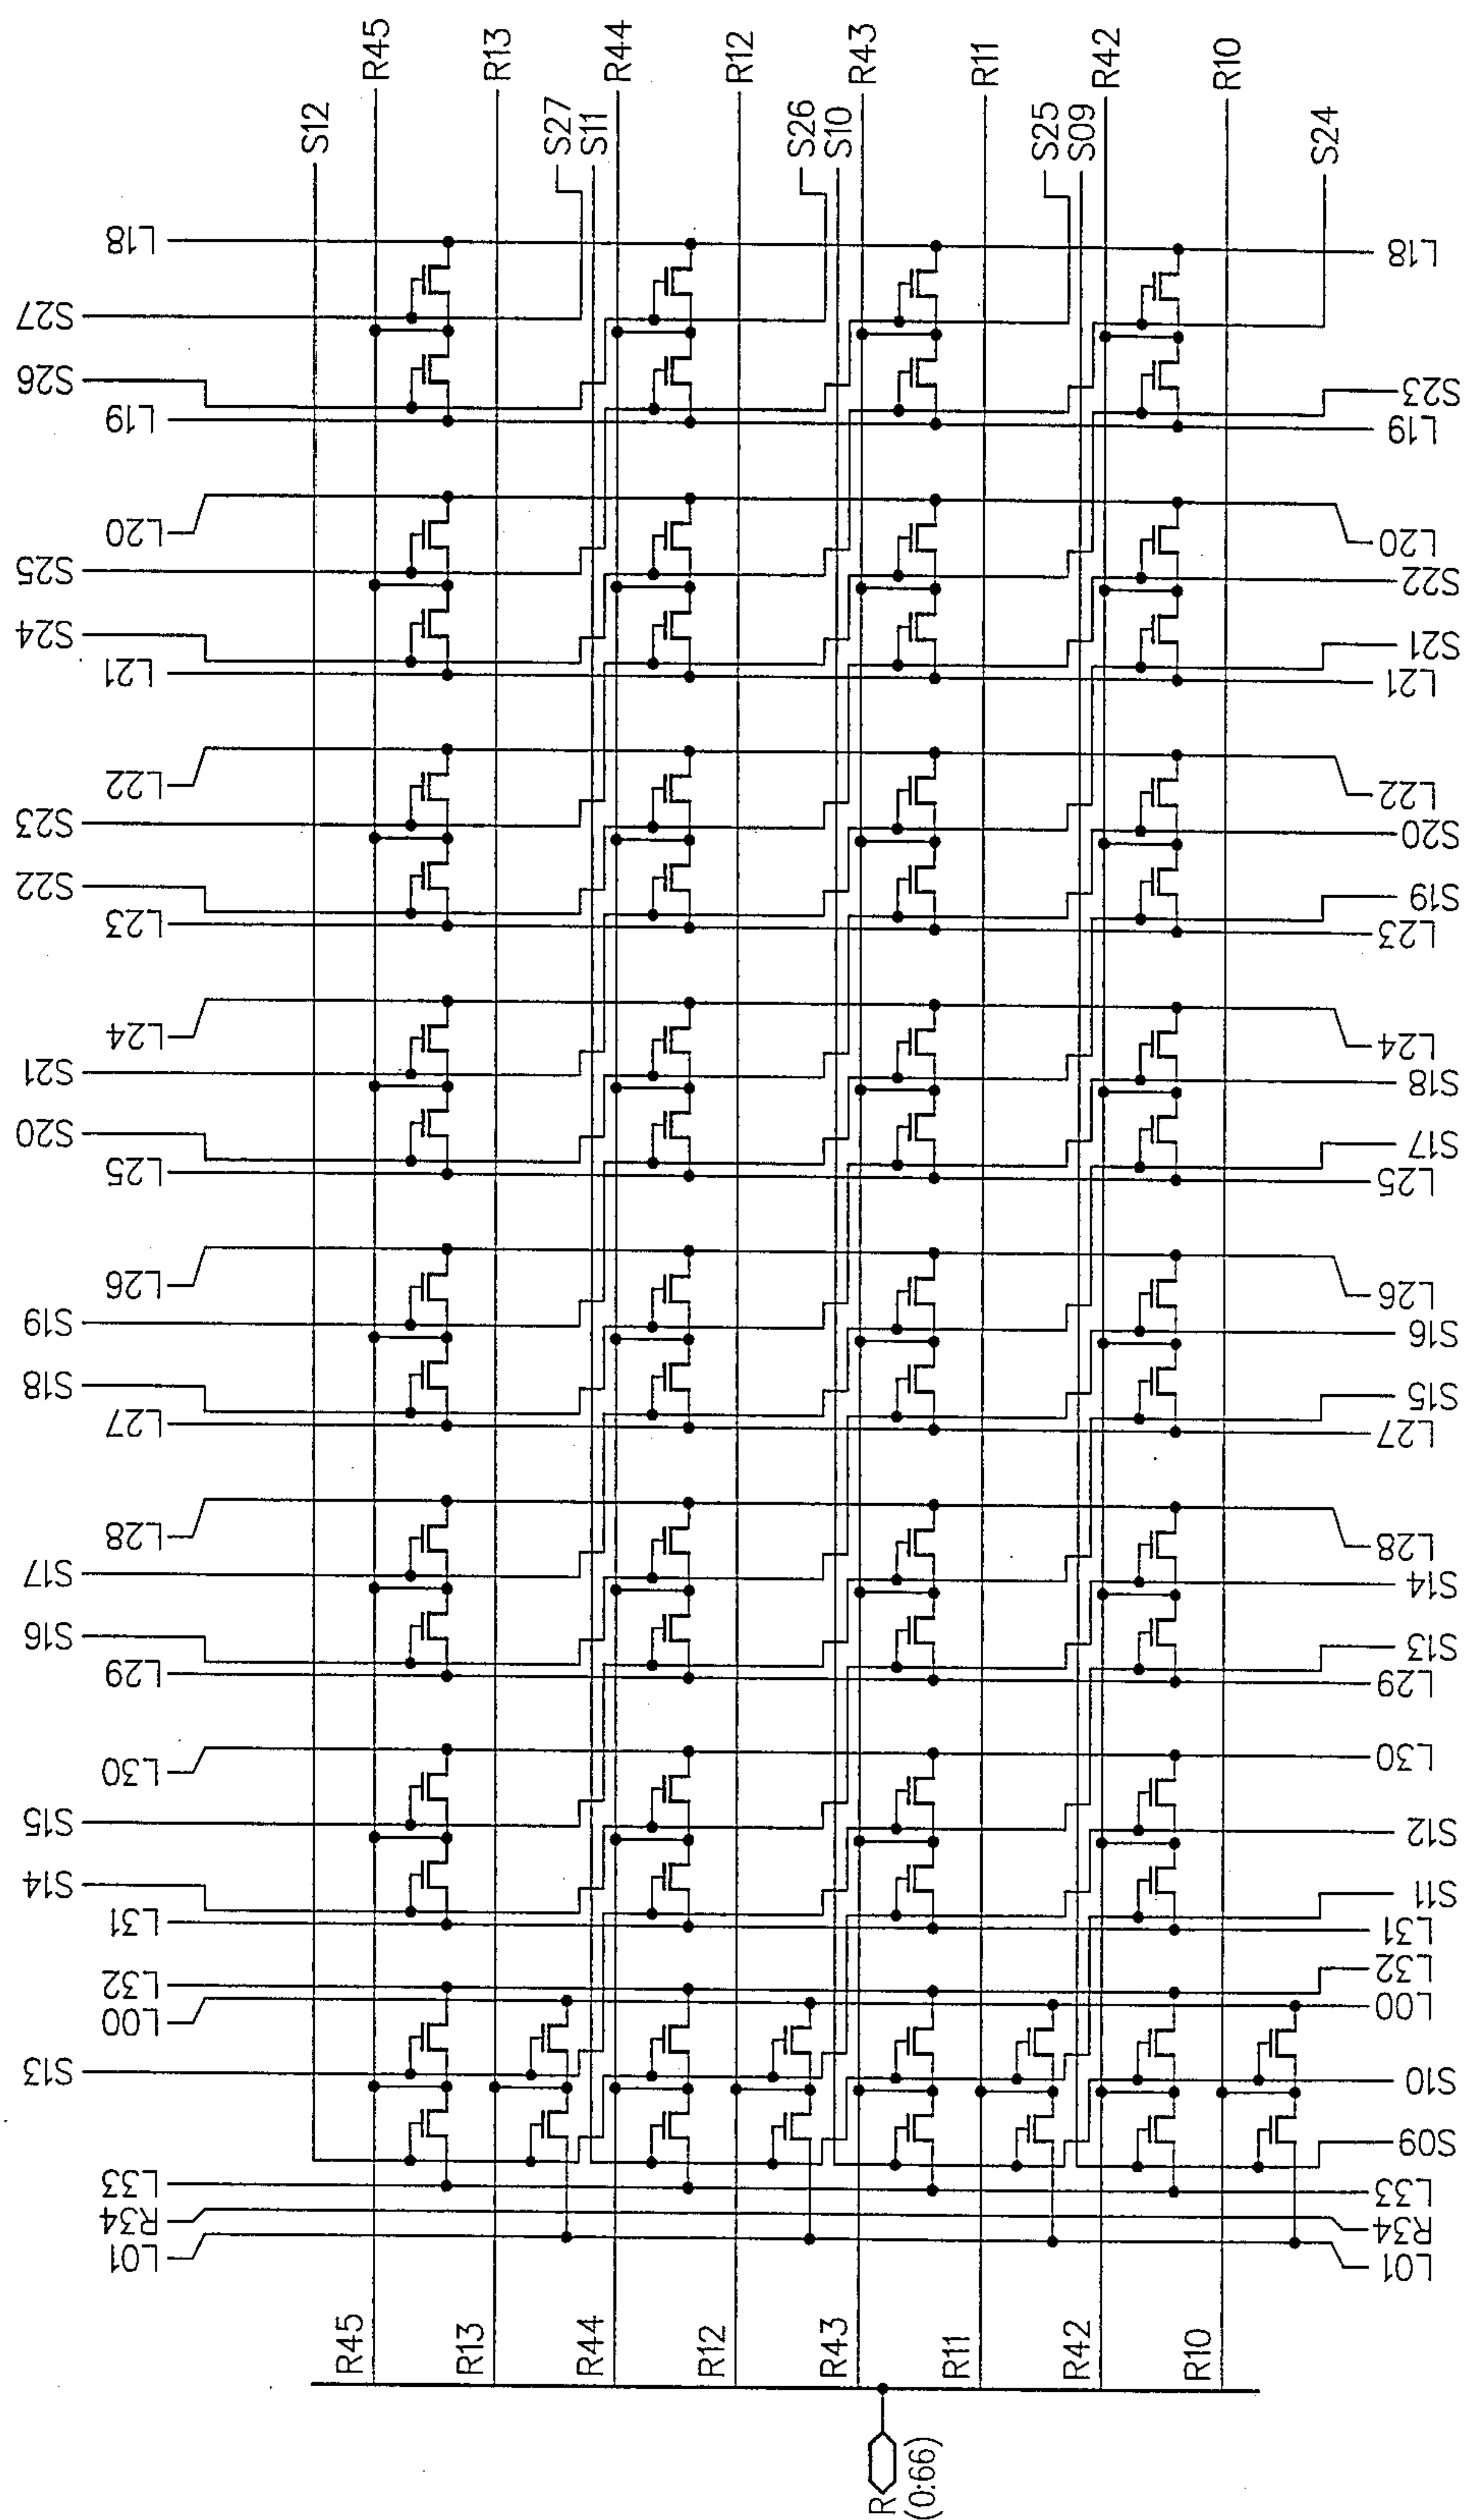 R45
R13
R44
R12
R43
R11
R42
R10
S12
S27
S11
S26
S10
S25
S09
S24
L18
S27
S26
L19
L20
S25
S24
L21
L22
S23
S22
L23
L24
S21
S20
L25
L26
S19
S18
L27
L28
S17
S16
L29
L30
S15
S14
L31
L32
L00
S13
L33
R34
L01
L18
S23
L19
L20
S22
S21
L21
L22
S20
S19
L23
L24
S18
S17
L25
L26
S16
S15
L27
L28
S14
S13
L29
L30
S12
S11
L31
L32
L00
S10
S09
L33
R34
L01
R45
R13
R44
R12
R43
R11
R42
R10
R
(0:66)